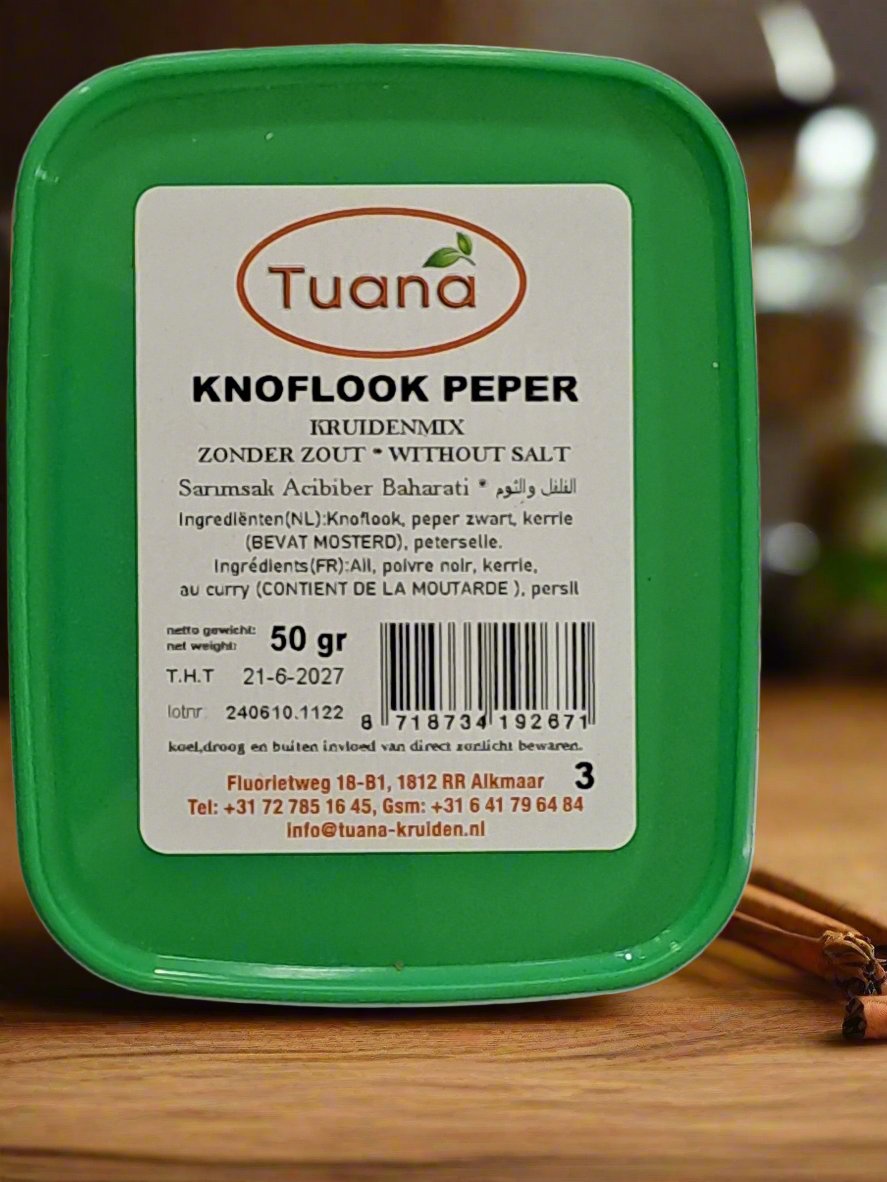 Tuana
KNOFLOOK PEPER
KRUIDENMIX
ZONDER ZOUT * WITHOUT SALT
Sarımsak Acibiber Baharati * الفلفل والثوم
Ingrediënten(NL):Knoflook, peper zwart, kerrie
(BEVAT MOSTERD), peterselie.
Ingrédients(FR):Ail, poivre noir, kerrie,
au curry (CONTIENT DE LA MOUTARDE ), persil
netto gewicht:
net weight: 50 gr
T.H.T 21-6-2027
lotnr 240610.1122
8 718734 192671
koel,droog en buiten invloed van direct zonlicht bewaren.
3
Fluorietweg 18-B1, 1812 RR Alkmaar
Tel: +31 72 785 16 45, Gsm: +31 6 41 79 64 84
info@tuana-kruiden.nl